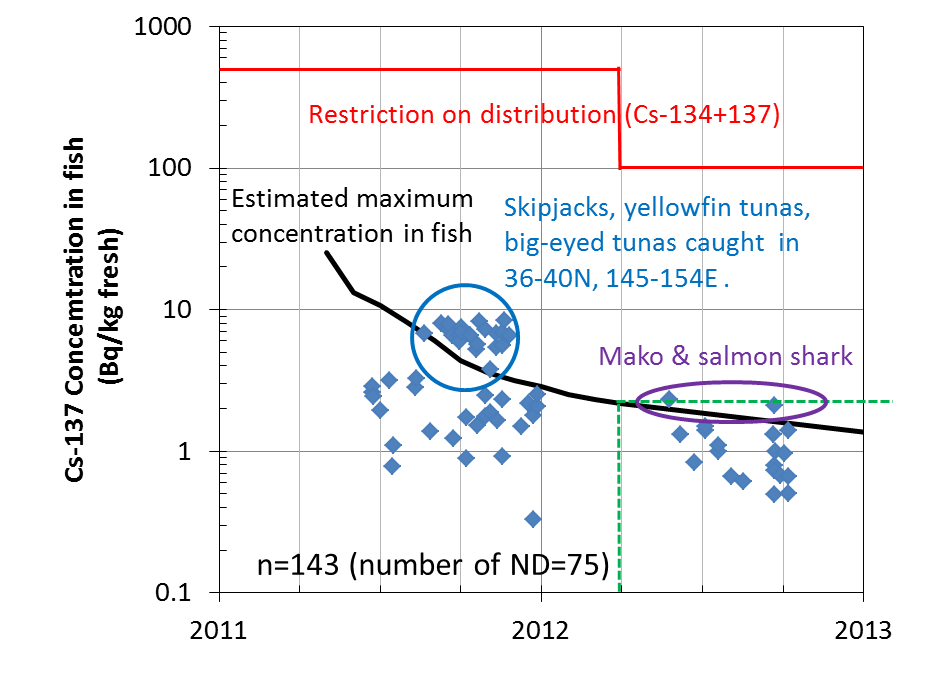 1000
Restriction on distribution (Cs-134+137)
100
Estimated maximum
concentration in fish
Skipjacks, yellowfin tunas,
big-eyed tunas caught in
36-40N, 145-154E .
Cs-137 Concemtration in fish
(Bq/kg fresh)
10
Mako & salmon shark
1
n=143 (number of ND=75)
0.1
2011
2012
2013